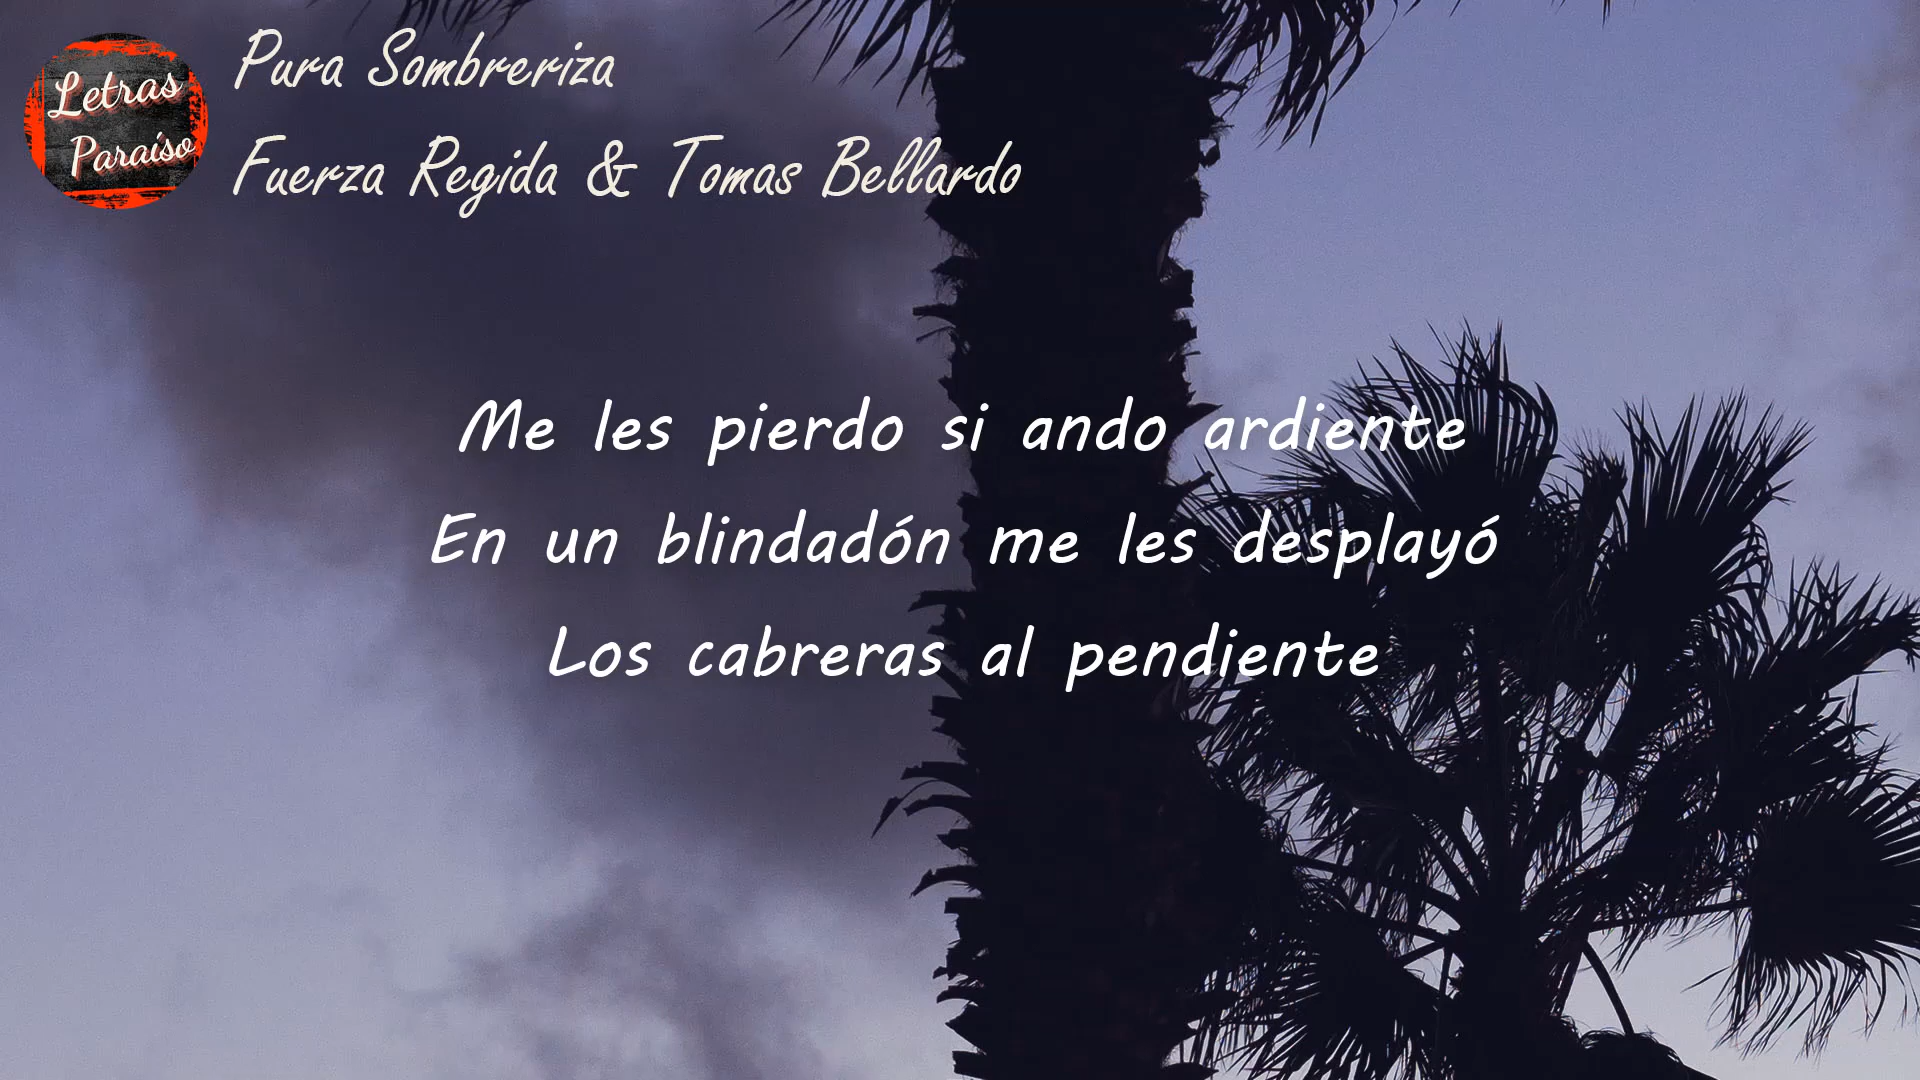 Letras
Paraíso
Pura Sombreriza
Fuerza Regida & Tomas Bellardo
Me les pierdo si ando ardiente
En un blindadón me les desplayó
Los cabreras al pendiente